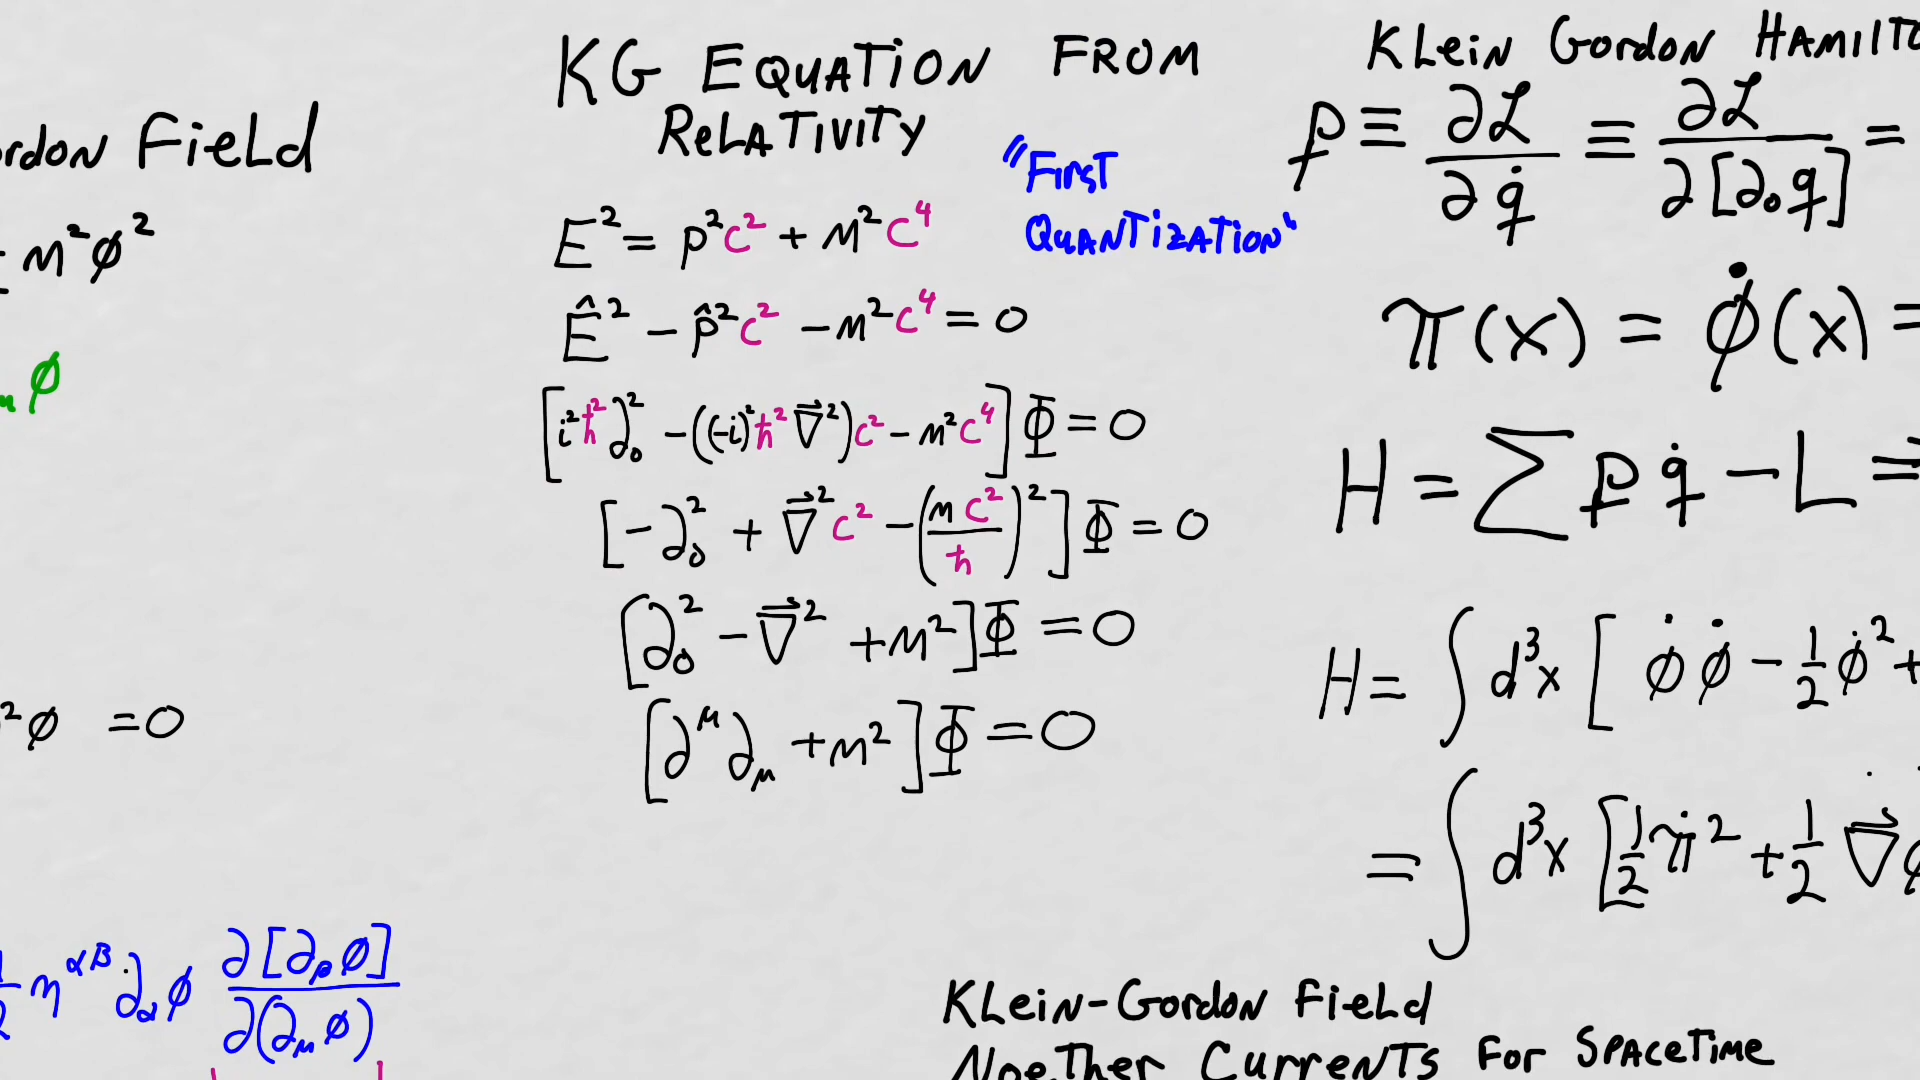 rdon Field
m²φ²
μφ
²φ =0
η^{αβ}∂_αφ ∂[∂_βφ]/∂(∂_μφ)
KG EQUATION FROM
RELATIVITY
"First
QUANTIZATION"
E² = p²c² + m²c⁴
Ê² − p̂²c² − m²c⁴ = 0
[i²ħ²∂₀² − ((-i)²ħ²∇⃗²)c² − m²c⁴]Φ = 0
[−∂₀² + ∇⃗²c² − (mc²/ħ)²]Φ = 0
[∂₀² − ∇⃗² + m²]Φ = 0
[∂^μ∂_μ + m²]Φ = 0
KLein Gordon HAMILTO
p ≡ ∂ℒ/∂q̇ ≡ ∂ℒ/∂[∂₀q] =
π(x) = φ̇(x) =
H = ∑ p q̇ − L =
H = ∫ d³x [ φ̇ φ̇ − ½φ̇² +
= ∫ d³x [½π² + ½ ∇⃗φ
KLein-Gordon Field
Noether Currents For Spacetime